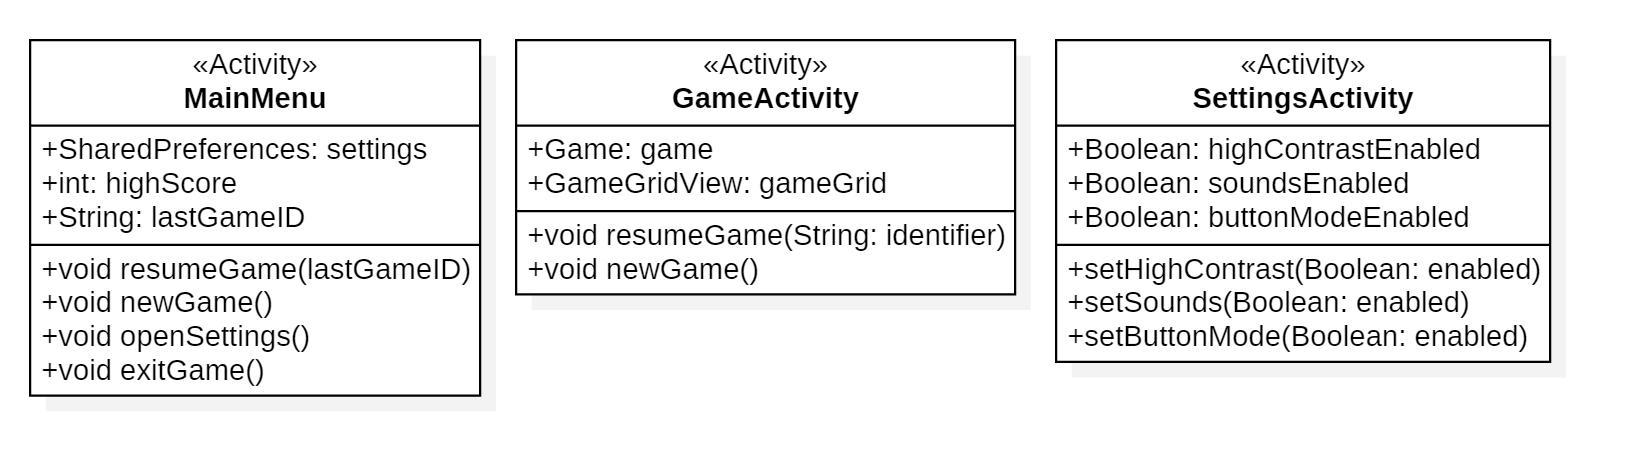 «Activity»
MainMenu
+SharedPreferences: settings
+int: highScore
+String: lastGameID
+void resumeGame(lastGameID)
+void newGame()
+void openSettings()
+void exitGame()
«Activity»
GameActivity
+Game: game
+GameGridView: gameGrid
+void resumeGame(String: identifier)
+void newGame()
«Activity»
SettingsActivity
+Boolean: highContrastEnabled
+Boolean: soundsEnabled
+Boolean: buttonModeEnabled
+setHighContrast(Boolean: enabled)
+setSounds(Boolean: enabled)
+setButtonMode(Boolean: enabled)